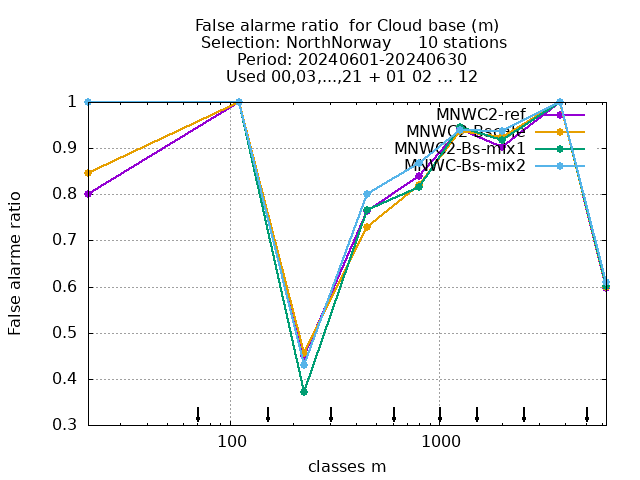 False alarme ratio  for Cloud base (m)
Selection: NorthNorway     10 stations
Period: 20240601-20240630
Used 00,03,...,21 + 01 02 ... 12
MNWC2-ref
MNWC2-Bs-mix1
MNWC-Bs-mix2
False alarme ratio
1
0.9
0.8
0.7
0.6
0.5
0.4
0.3
100
1000
classes m